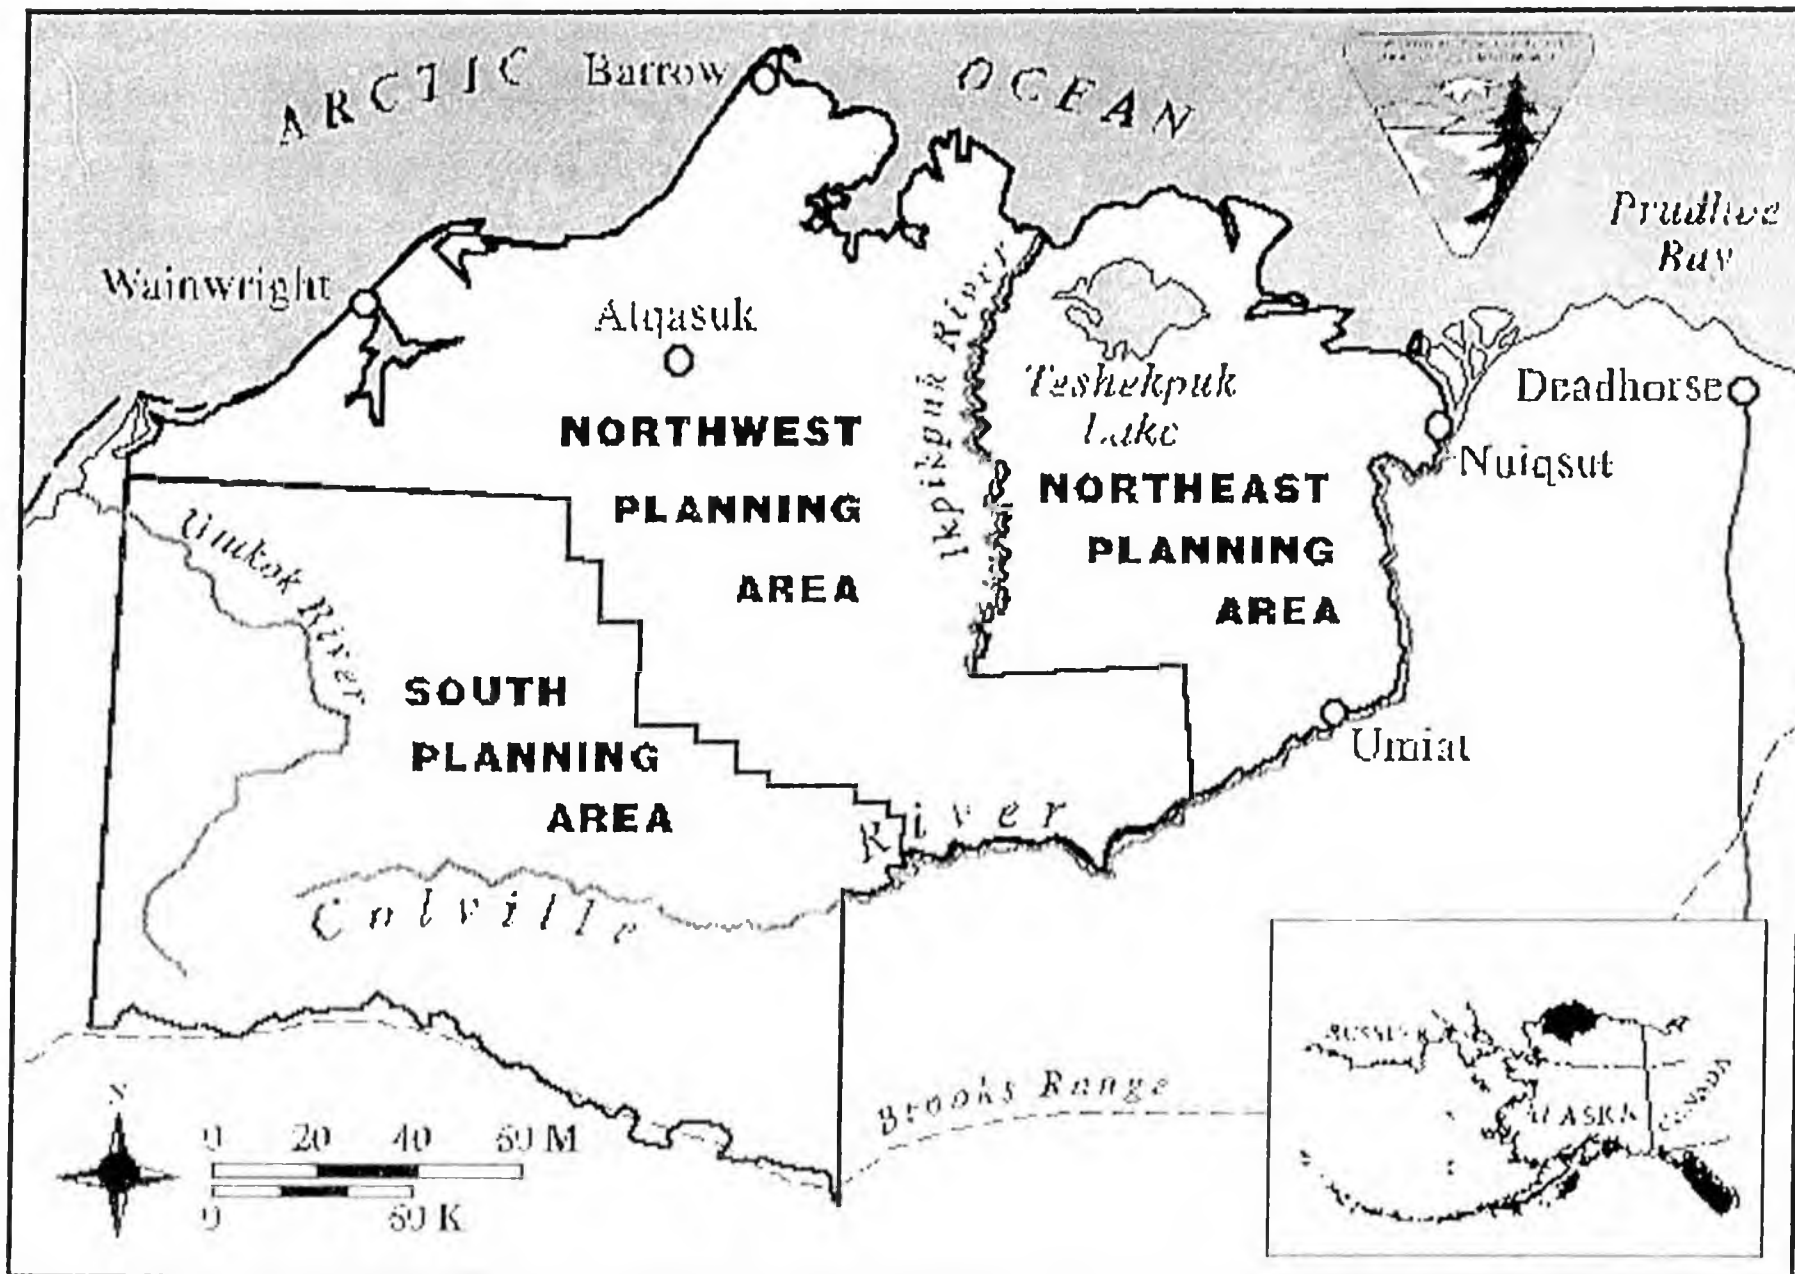 ARCTIC OCEAN
Barrow
Prudhoe
Bay
Wainwright
Atqasuk
Ikpikpuk River
Teshekpuk
Lake
Deadhorse
Nuiqsut
NORTHWEST
PLANNING
AREA
NORTHEAST
PLANNING
AREA
River
SOUTH
PLANNING
AREA
Umiat
Colville River
Brooks Range
N
0 20 40 60 M
0 60 K
ALASKA
CANADA